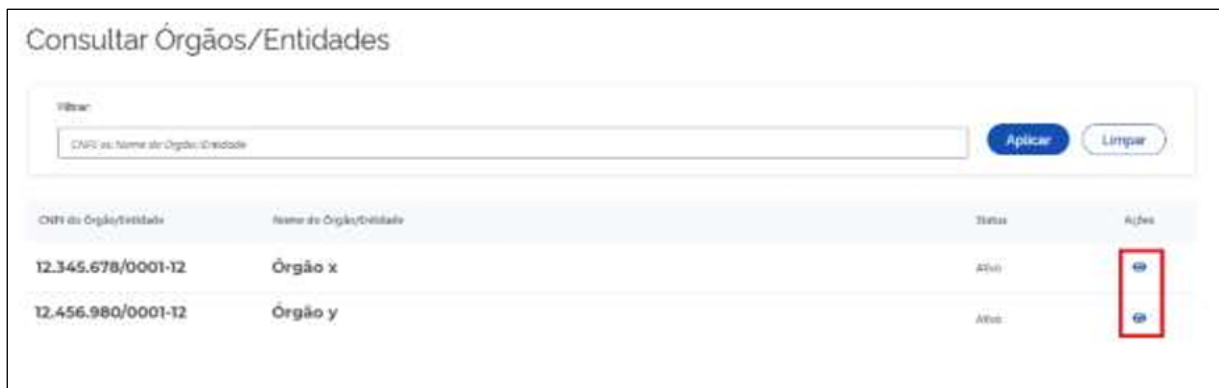 Consultar Órgãos/Entidades
Filtrar:
CNPJ ou Nome do Órgão/Entidade
Aplicar Limpar
CNPJ do Órgão/Entidade Nome do Órgão/Entidade Status Ações
12.345.678/0001-12 Órgão x Ativo
12.456.980/0001-12 Órgão y Ativo